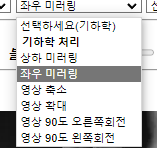 좌우 미러링
선택하세요(기하학)
기하학 처리
상하 미러링
좌우 미러링
영상 축소
영상 확대
영상 90도 오른쪽회전
영상 90도 왼쪽회전